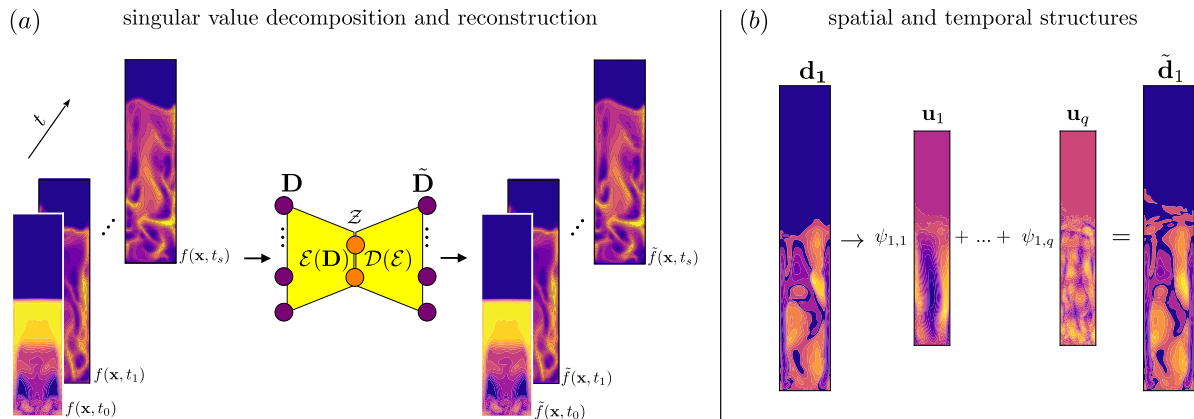 (a) singular value decomposition and reconstruction
t
f(x, t_s)
f(x, t_1)
f(x, t_0)
D
D̃
Z
ℰ(D)
𝒟(ℰ)
f̃(x, t_s)
f̃(x, t_1)
f̃(x, t_0)
(b) spatial and temporal structures
d_1
u_1
u_q
d̃_1
→ ψ_{1,1} + ... + ψ_{1,q} =